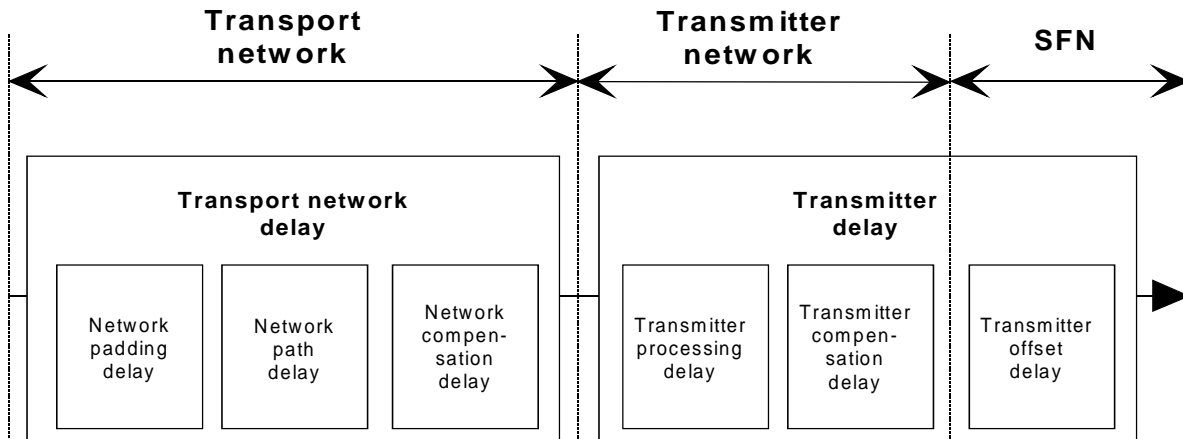 Transport
network
Transmitter
network
SFN
Transport network
delay
Transmitter
delay
Network
padding
delay
Network
path
delay
Network
compen-
sation
delay
Transmitter
processing
delay
Transmitter
compen-
sation
delay
Transmitter
offset
delay